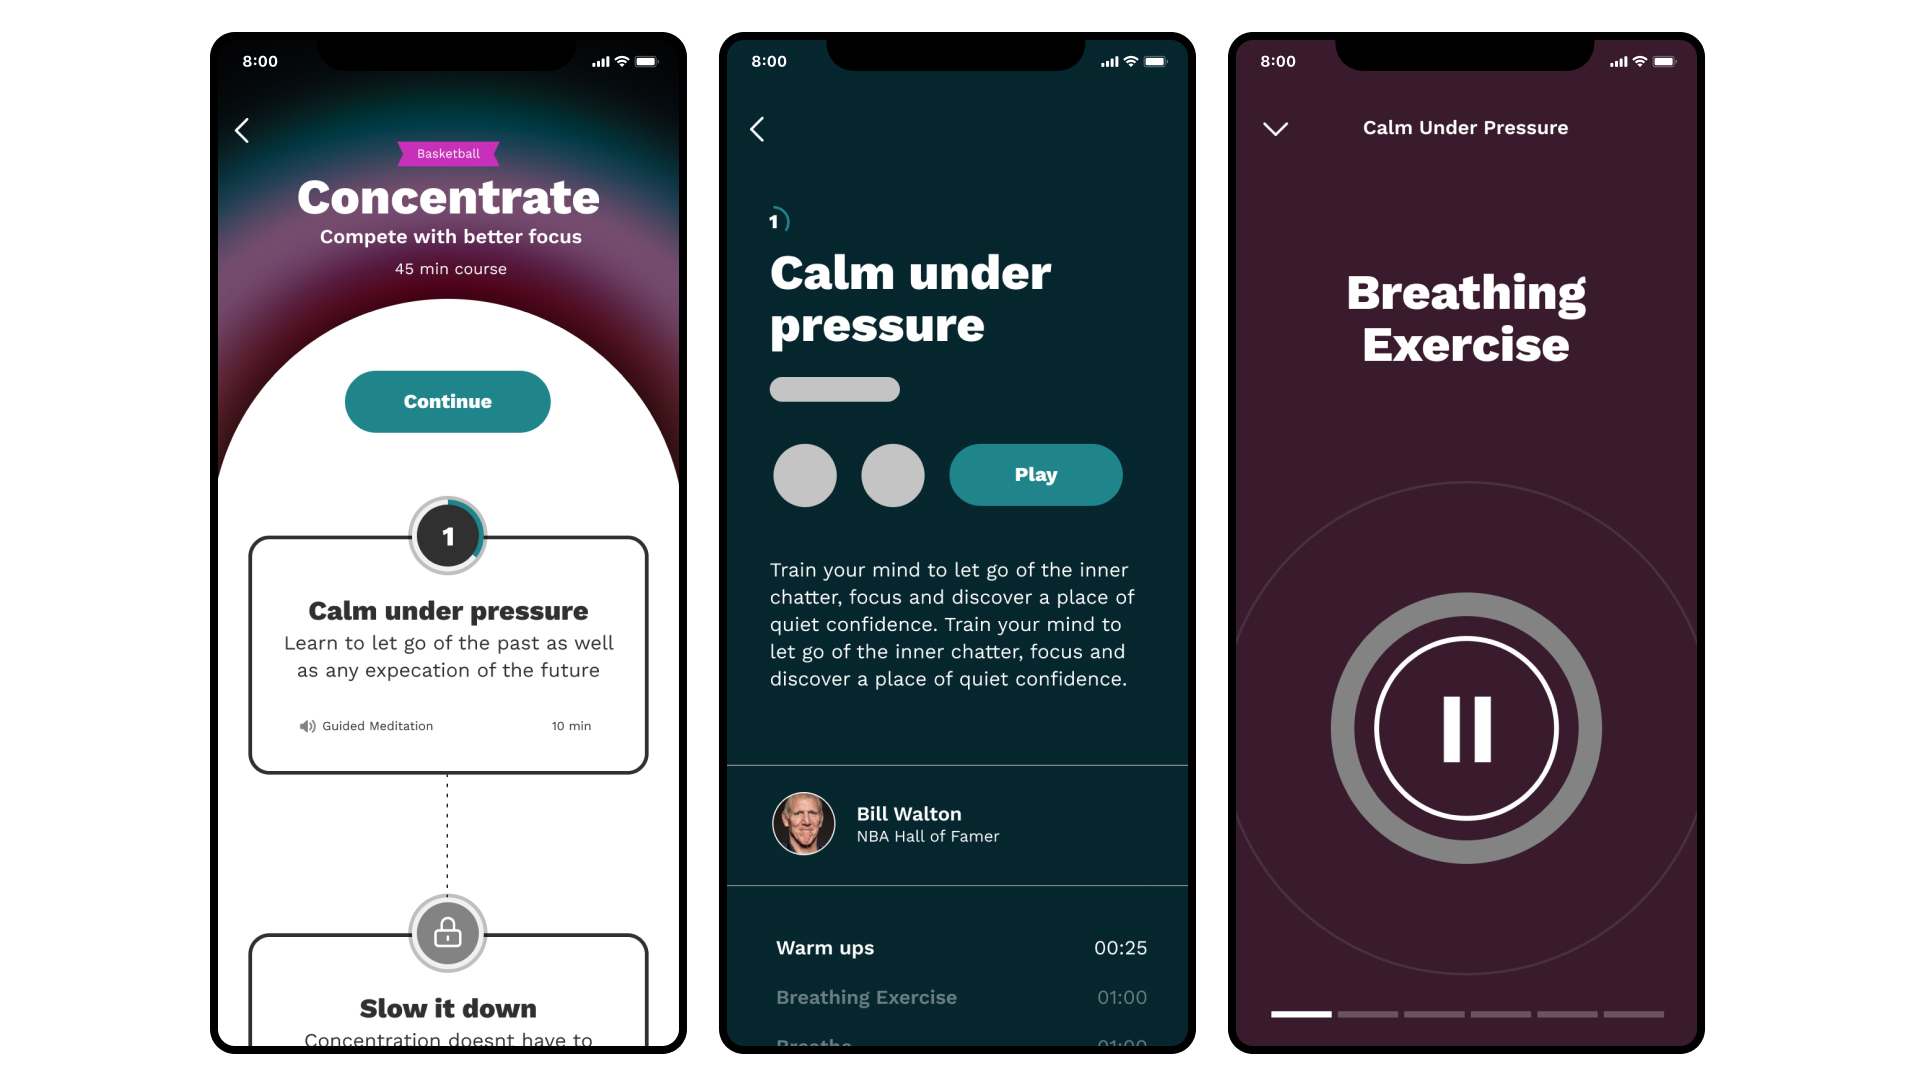 8:00
Basketball
Concentrate
Compete with better focus
45 min course
Continue
1
Calm under pressure
Learn to let go of the past as well
as any expecation of the future
Guided Meditation 10 min
Slow it down
Concentration doesnt have to
8:00
1
Calm under
pressure
Play
Train your mind to let go of the inner
chatter, focus and discover a place of
quiet confidence. Train your mind to
let go of the inner chatter, focus and
discover a place of quiet confidence.
Bill Walton
NBA Hall of Famer
Warm ups 00:25
Breathing Exercise 01:00
Breathe 01:00
8:00
Calm Under Pressure
Breathing
Exercise